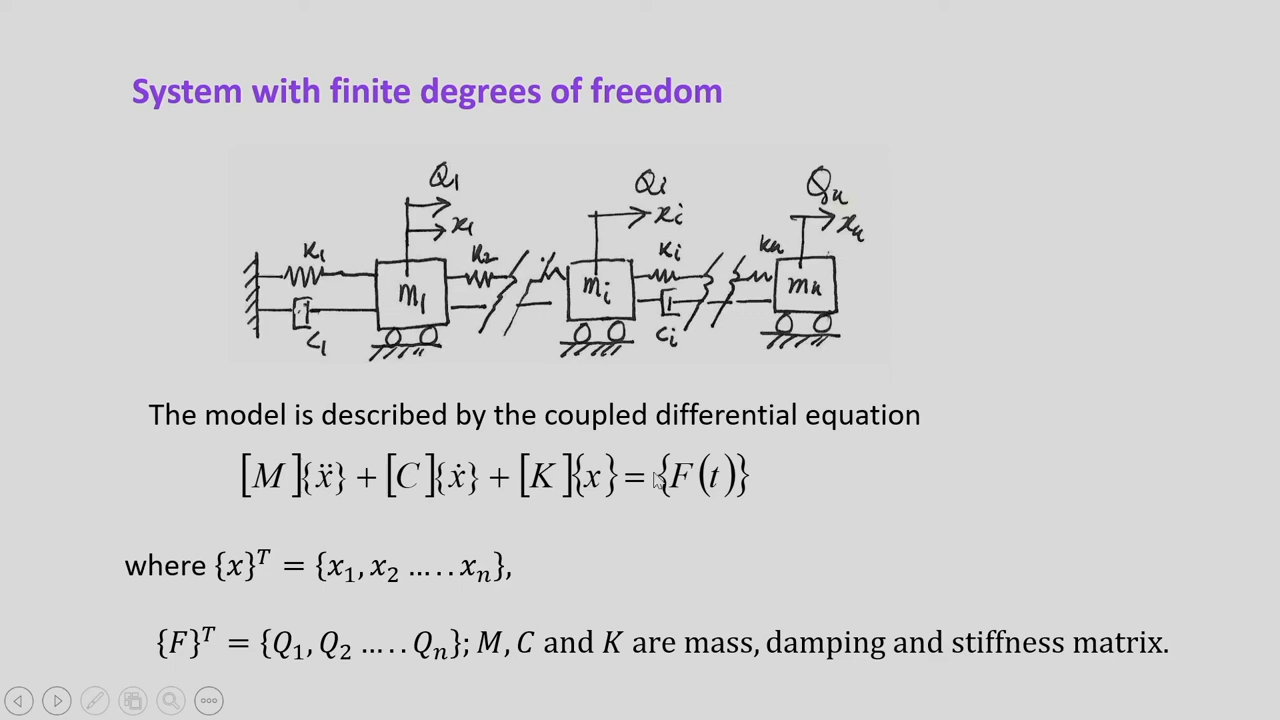 System with finite degrees of freedom
Q1 Qi Qn
x1 xi xn
K1 K2 Ki Kn
m1 mi mn
C1 Ci
The model is described by the coupled differential equation
[M]{ẍ} + [C]{ẋ} + [K]{x} = {F(t)}
where {x}ᵀ = {x₁, x₂ ….. xₙ},
{F}ᵀ = {Q₁, Q₂ ….. Qₙ}; M, C and K are mass, damping and stiffness matrix.